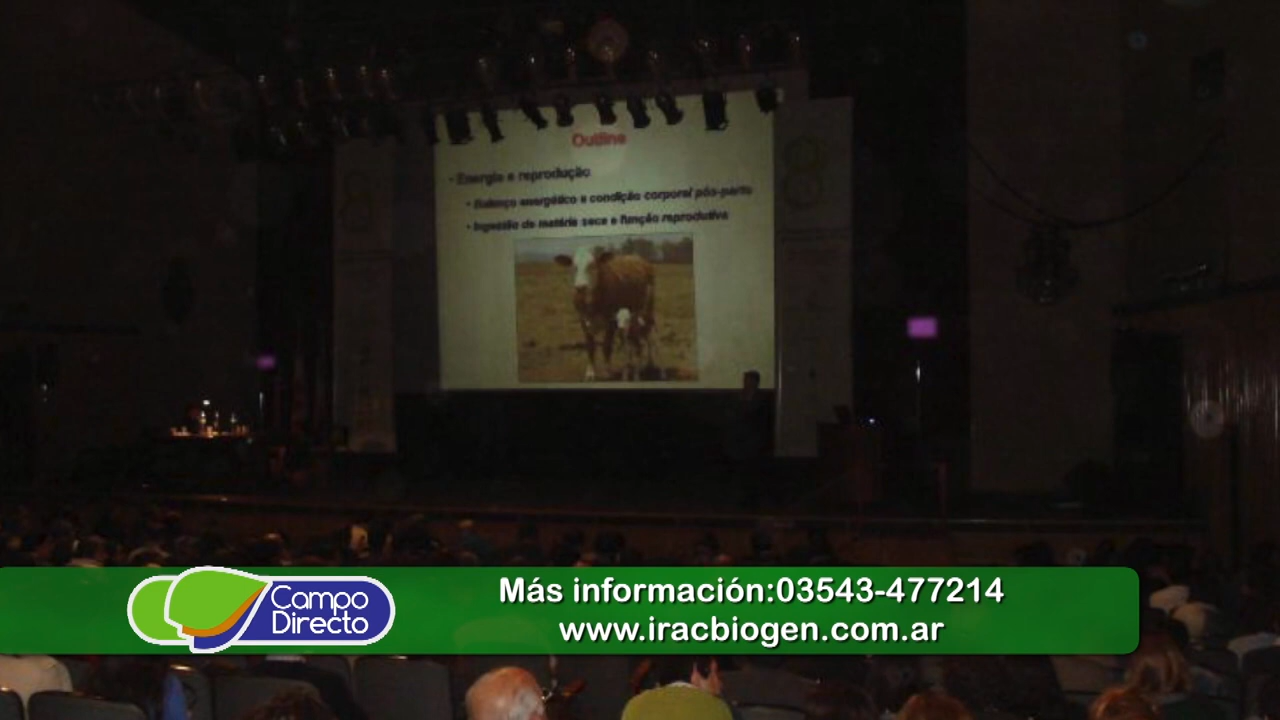 Outline
• Energia e reprodução
• Balanço energético e condição corporal pós-parto
• Ingestão de matéria seca e função reprodutiva
Campo
Directo
Más información:03543-477214
www.iracbiogen.com.ar